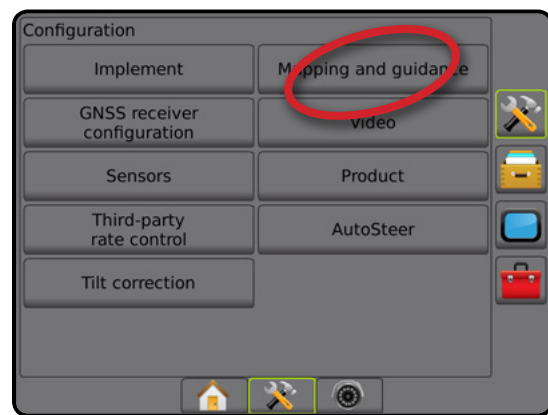 Configuration
Implement
Mapping and guidance
GNSS receiver
configuration
Video
Sensors
Product
Third-party
rate control
AutoSteer
Tilt correction